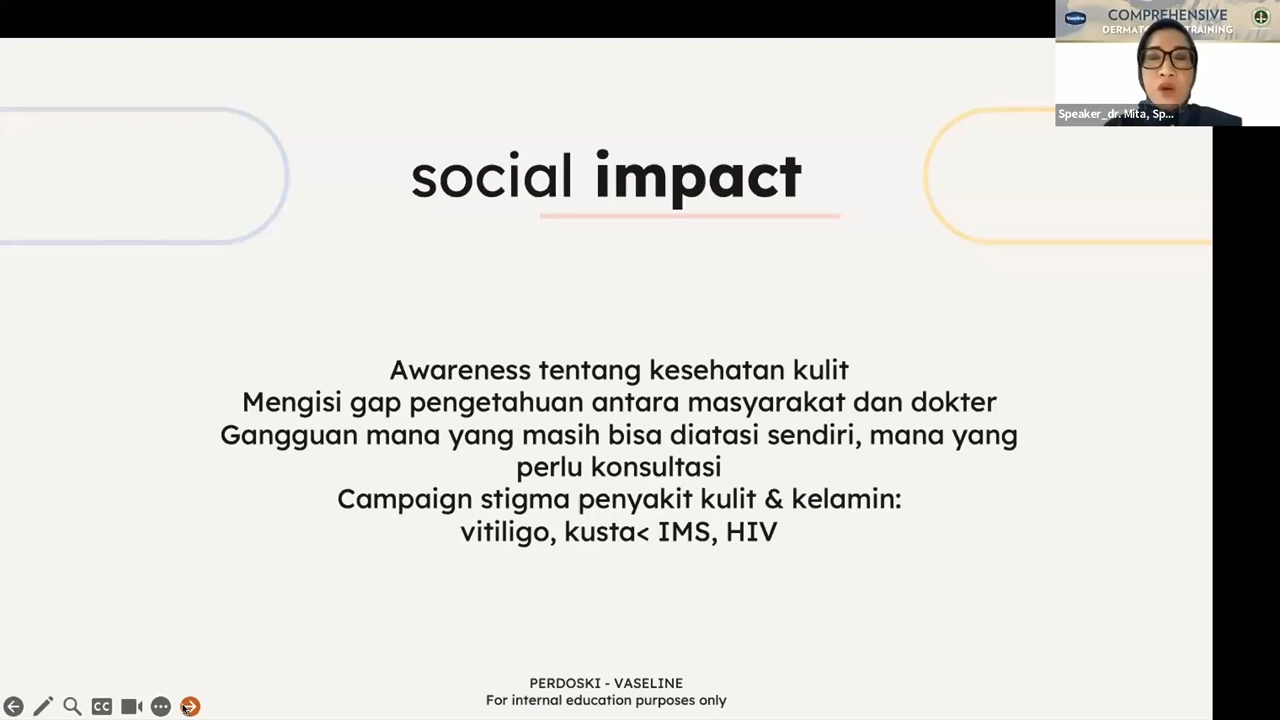 Vaseline
COMPREHENSIVE
Speaker_dr. Mita, Sp...
social impact
Awareness tentang kesehatan kulit
Mengisi gap pengetahuan antara masyarakat dan dokter
Gangguan mana yang masih bisa diatasi sendiri, mana yang
perlu konsultasi
Campaign stigma penyakit kulit & kelamin:
vitiligo, kusta< IMS, HIV
PERDOSKI - VASELINE
For internal education purposes only
CC